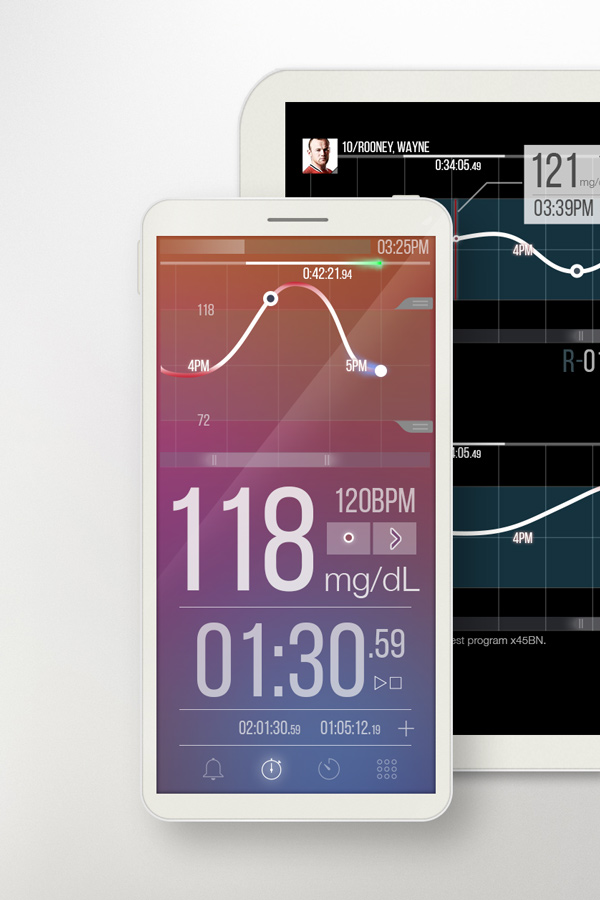 10/ROONEY, WAYNE
0:34:05.49
121 mg/d
03:39PM
4PM
R-01
4:05.49
4PM
est program x45BN.
03:25PM
0:42:21.94
118
4PM
5PM
72
118
120BPM
mg/dL
01:30.59
02:01:30.59
01:05:12.19